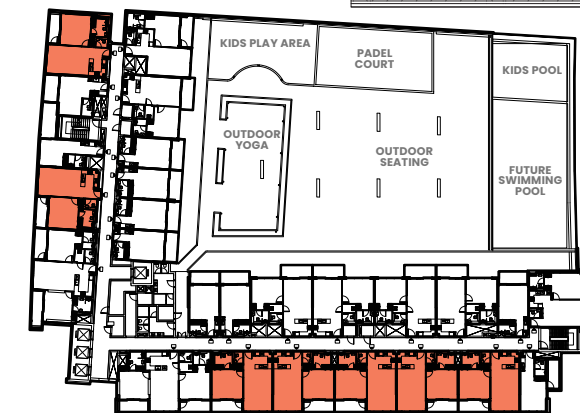 KIDS PLAY AREA
PADEL
COURT
KIDS POOL
OUTDOOR
YOGA
OUTDOOR
SEATING
FUTURE
SWIMMING
POOL